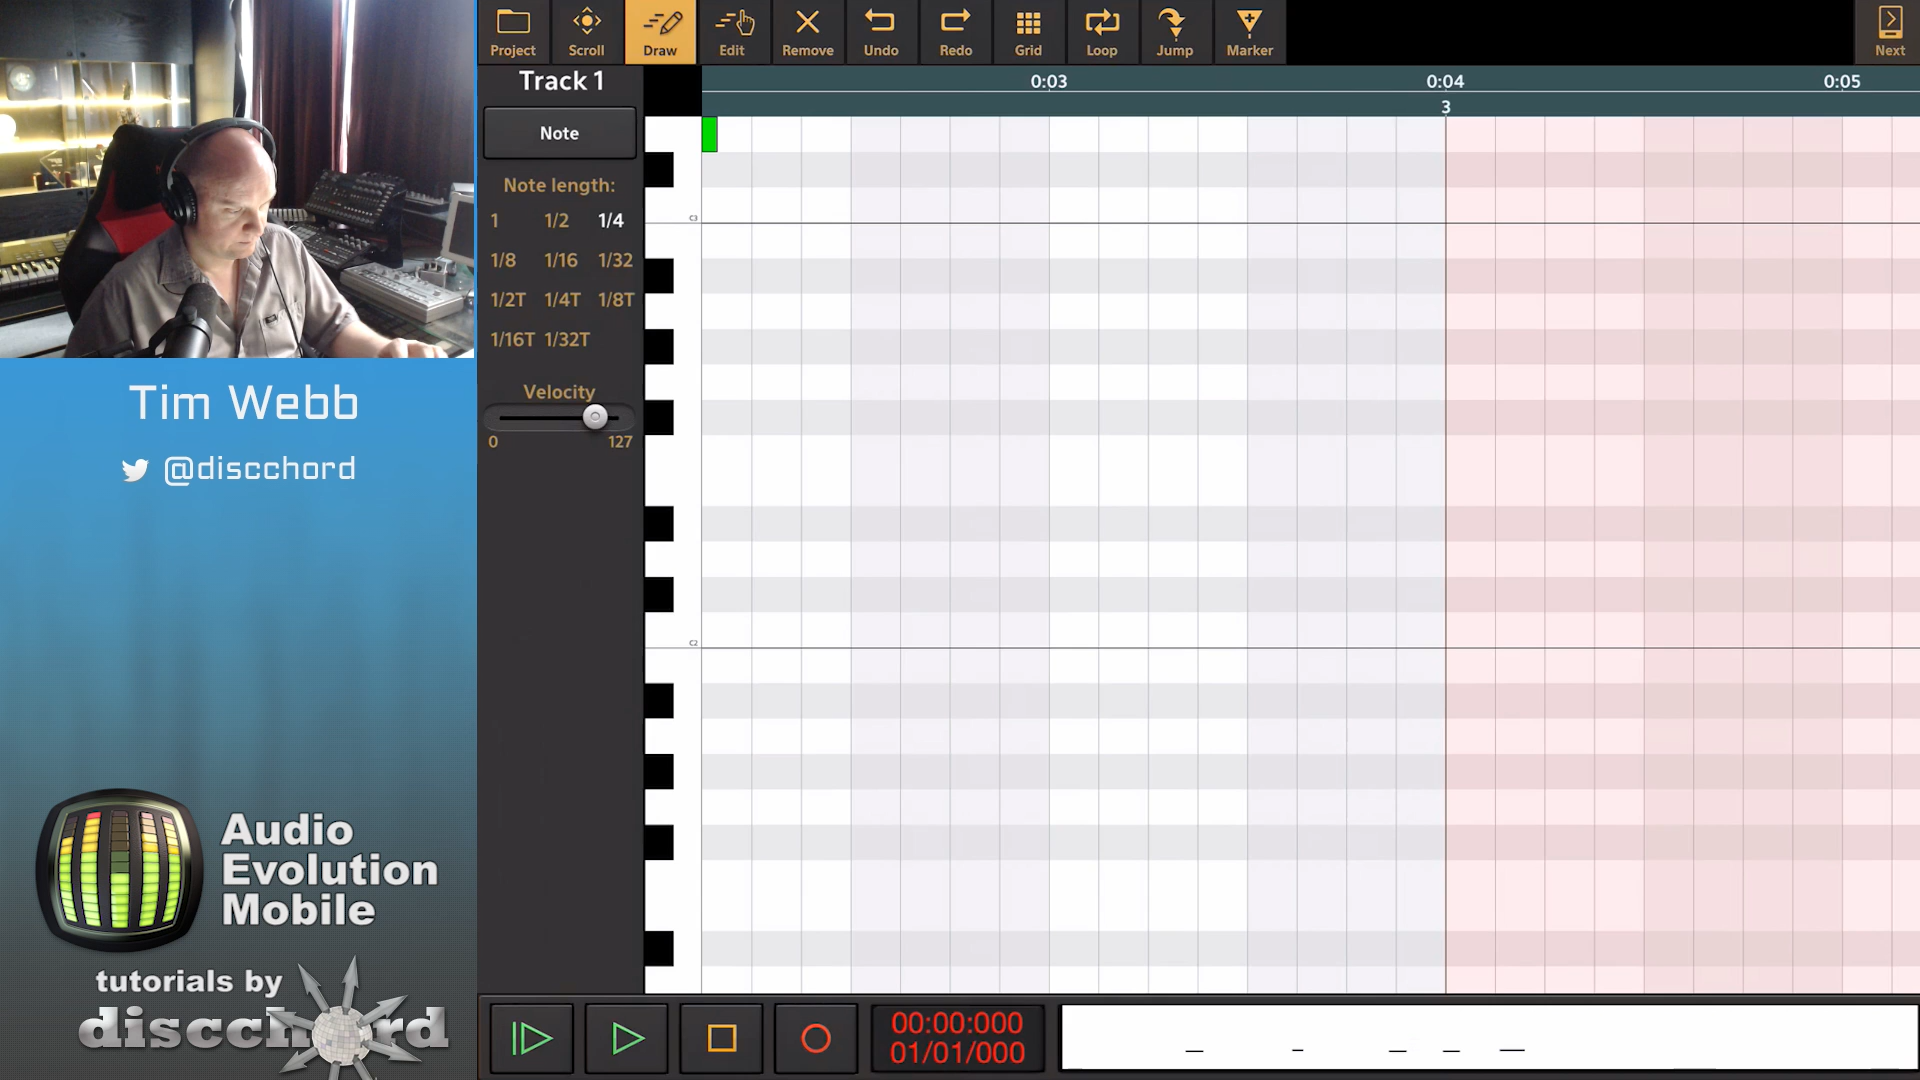 Project Scroll Draw Edit Remove Undo Redo Grid Loop Jump Marker Next
Track 1
0:03 0:04 0:05
3
Note
Note length:
1 1/2 1/4
1/8 1/16 1/32
1/2T 1/4T 1/8T
1/16T 1/32T
Velocity
0 127
C3
C2
Tim Webb
@discchord
Audio
Evolution
Mobile
tutorials by
discchord
00:00:000
01/01/000